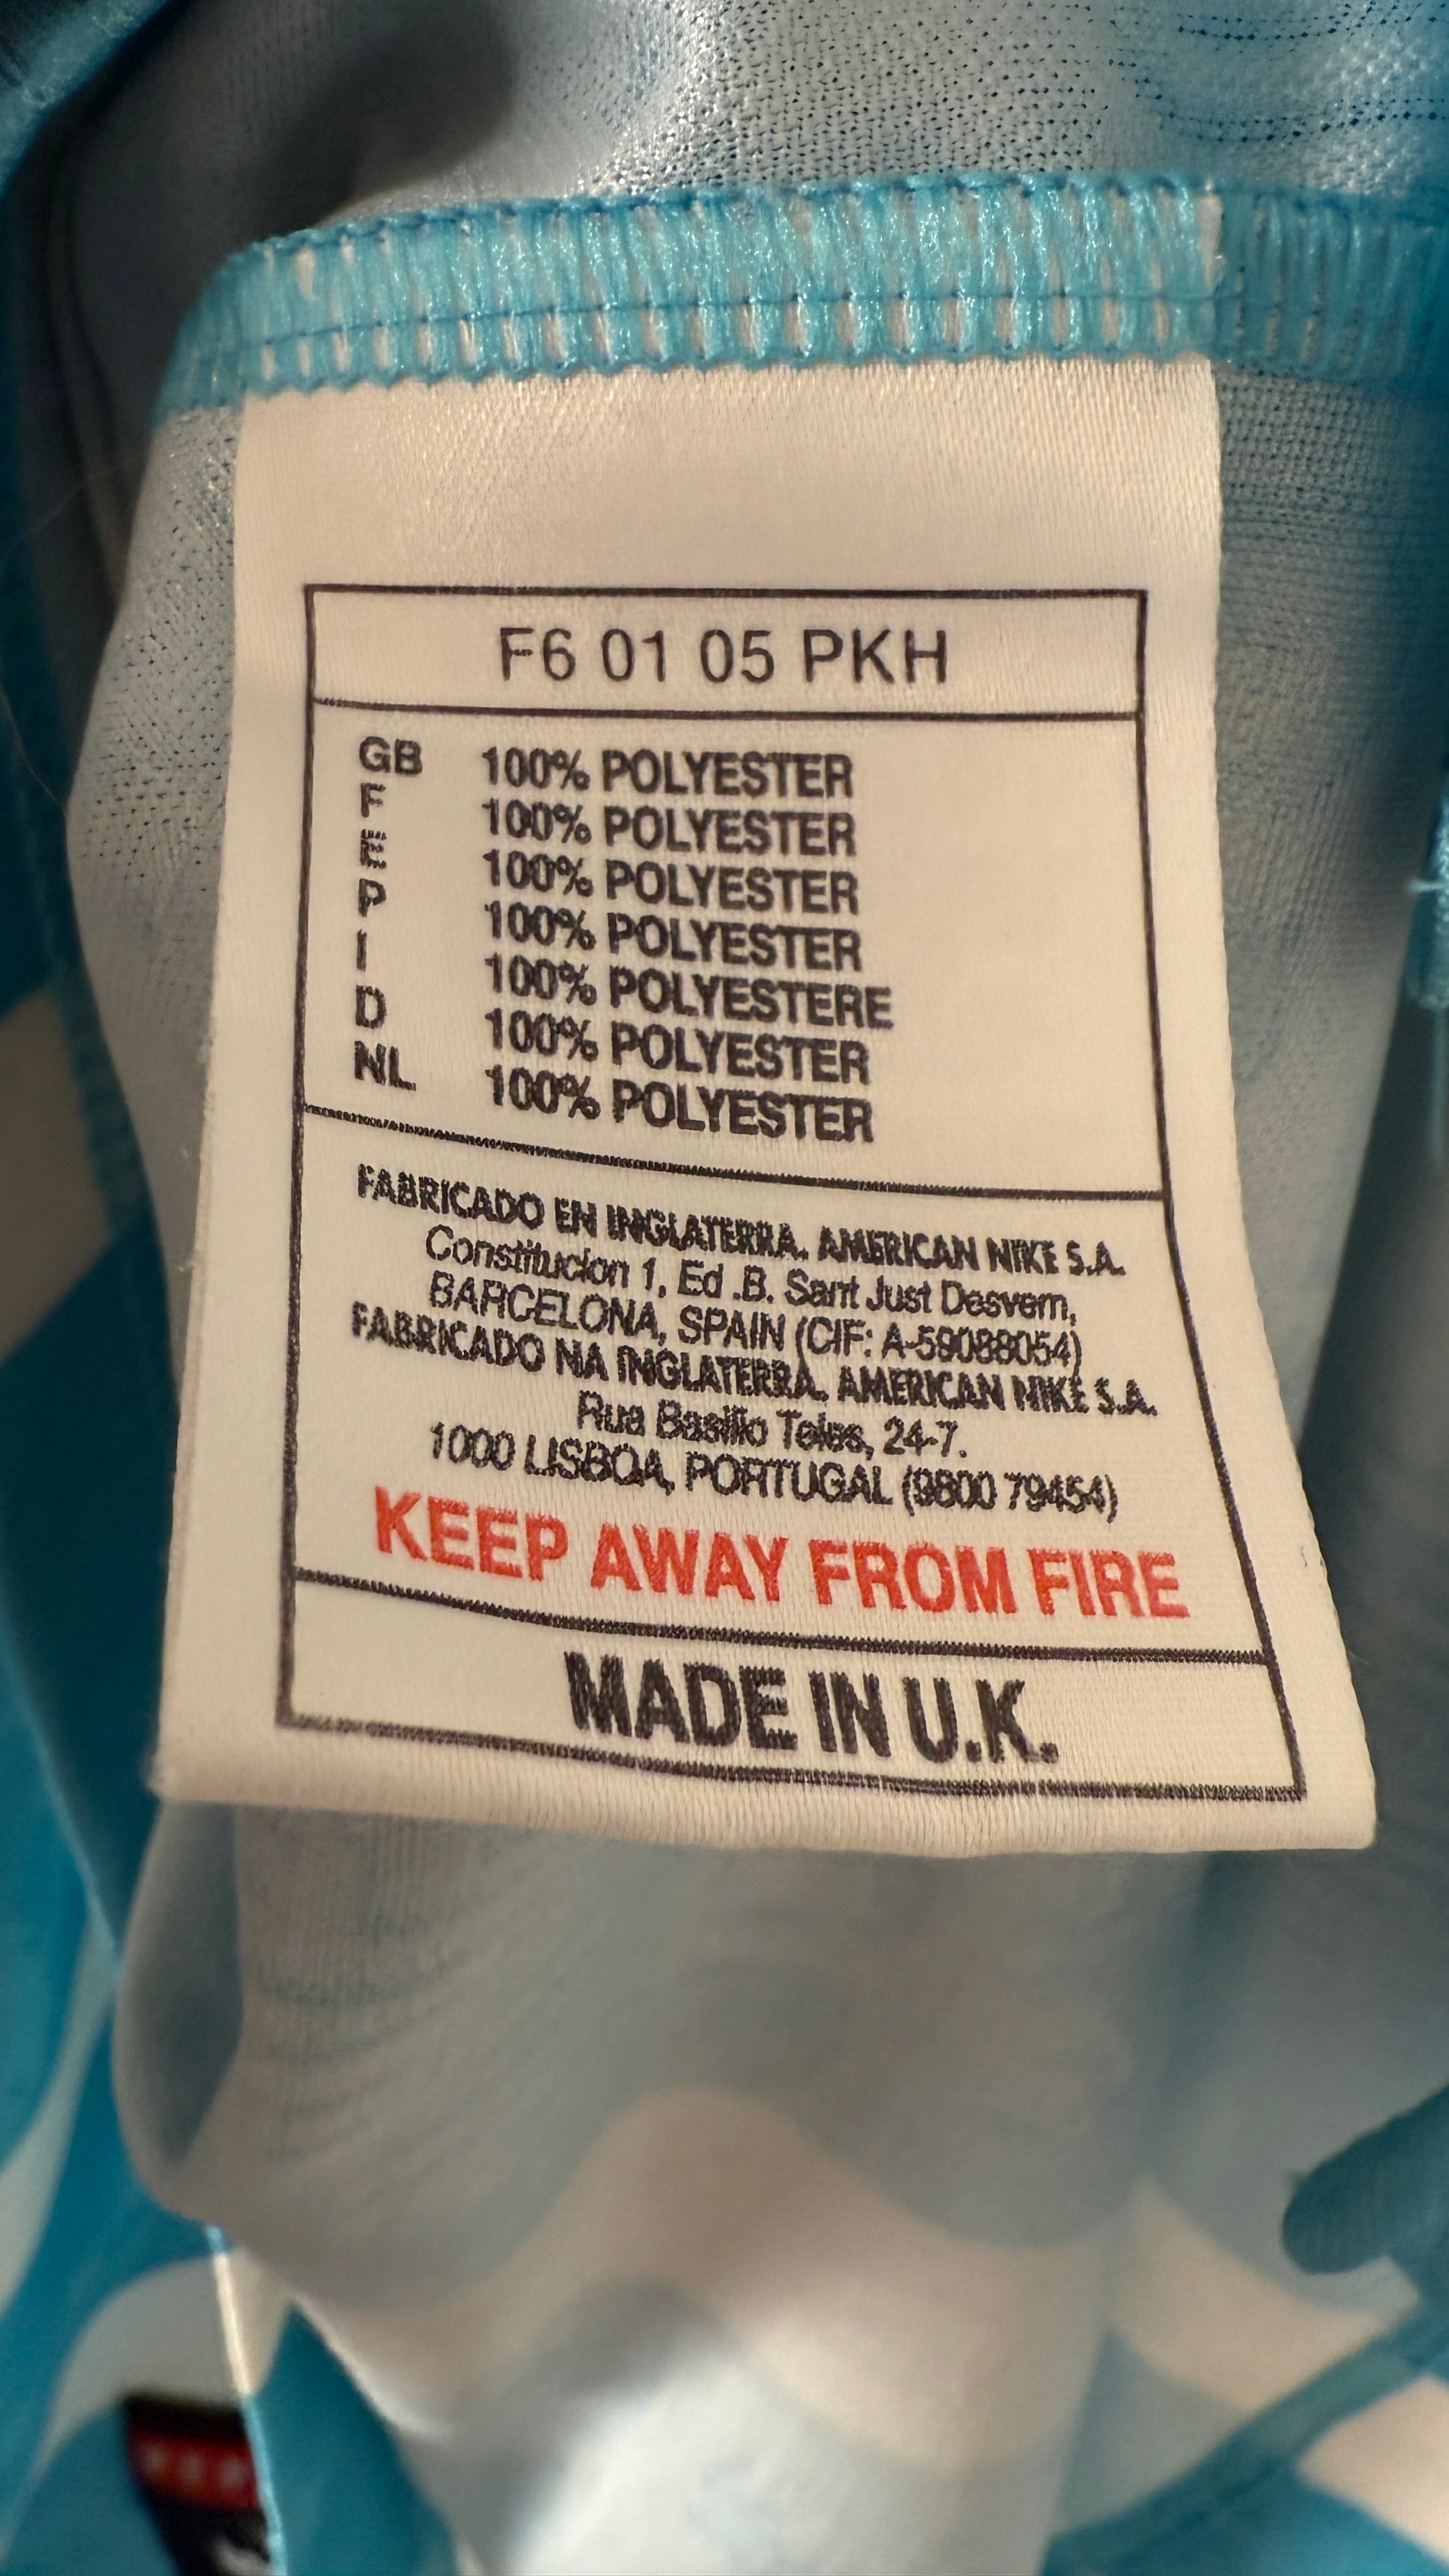 F6 01 05 PKH
GB 100% POLYESTER
F 100% POLYESTER
E 100% POLYESTER
P 100% POLYESTER
I 100% POLYESTERE
D 100% POLYESTER
NL 100% POLYESTER
FABRICADO EN INGLATERRA. AMERICAN NIKE S.A.
Constitucion 1, Ed .B. Sant Just Desvern,
BARCELONA, SPAIN (CIF: A-59088054)
FABRICADO NA INGLATERRA. AMERICAN NIKE S.A.
Rua Basilio Teles, 24-7.
1000 LISBOA, PORTUGAL (9800 79454)
KEEP AWAY FROM FIRE
MADE IN U.K.